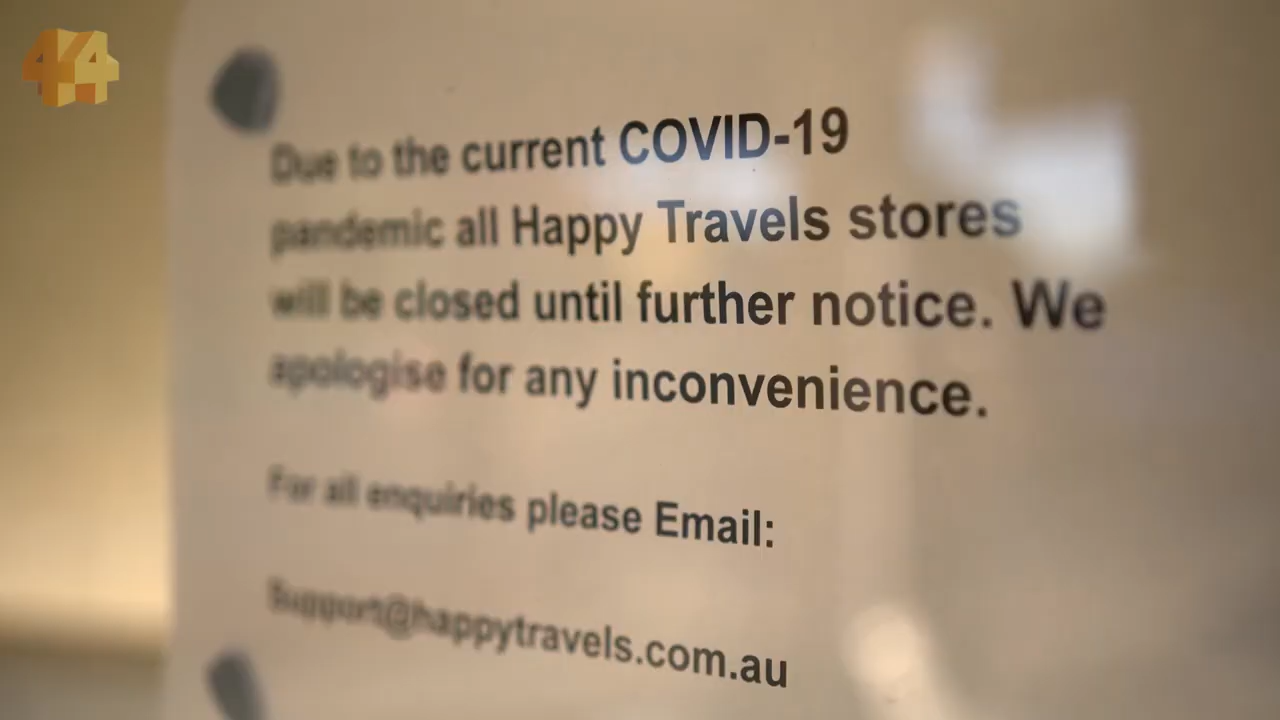 44
Due to the current COVID-19
pandemic all Happy Travels stores
will be closed until further notice. We
apologise for any inconvenience.
For all enquiries please Email:
Support@happytravels.com.au